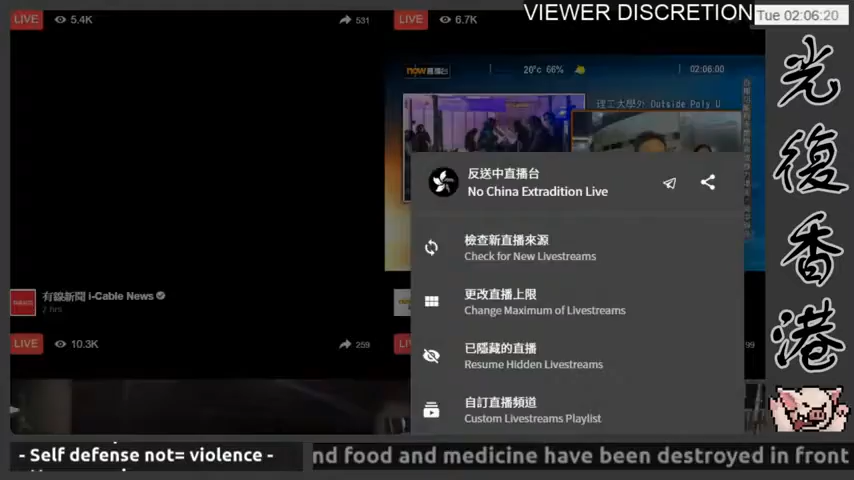 VIEWER DISCRETION
Tue 02:06:20
LIVE 5.4K 531
LIVE 6.7K
now
20°c 66%
02:06:00
理工大學外 Outside Poly U
反送中直播台
No China Extradition Live
檢查新直播來源
Check for New Livestreams
更改直播上限
Change Maximum of Livestreams
已隱藏的直播
Resume Hidden Livestreams
自訂直播頻道
Custom Livestreams Playlist
有線新聞 i-Cable News
2 hrs
LIVE 10.3K 259
99
光復香港
- Self defense not= violence -
nd food and medicine have been destroyed in front